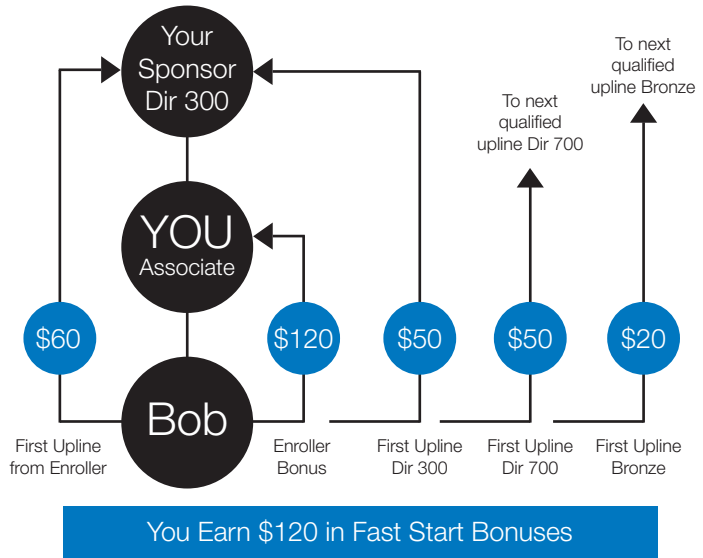 Your
Sponsor
Dir 300
To next
qualified
upline Bronze
To next
qualified
upline Dir 700
YOU
Associate
$60
$120
$50
$50
$20
Bob
First Upline
from Enroller
Enroller
Bonus
First Upline
Dir 300
First Upline
Dir 700
First Upline
Bronze
You Earn $120 in Fast Start Bonuses